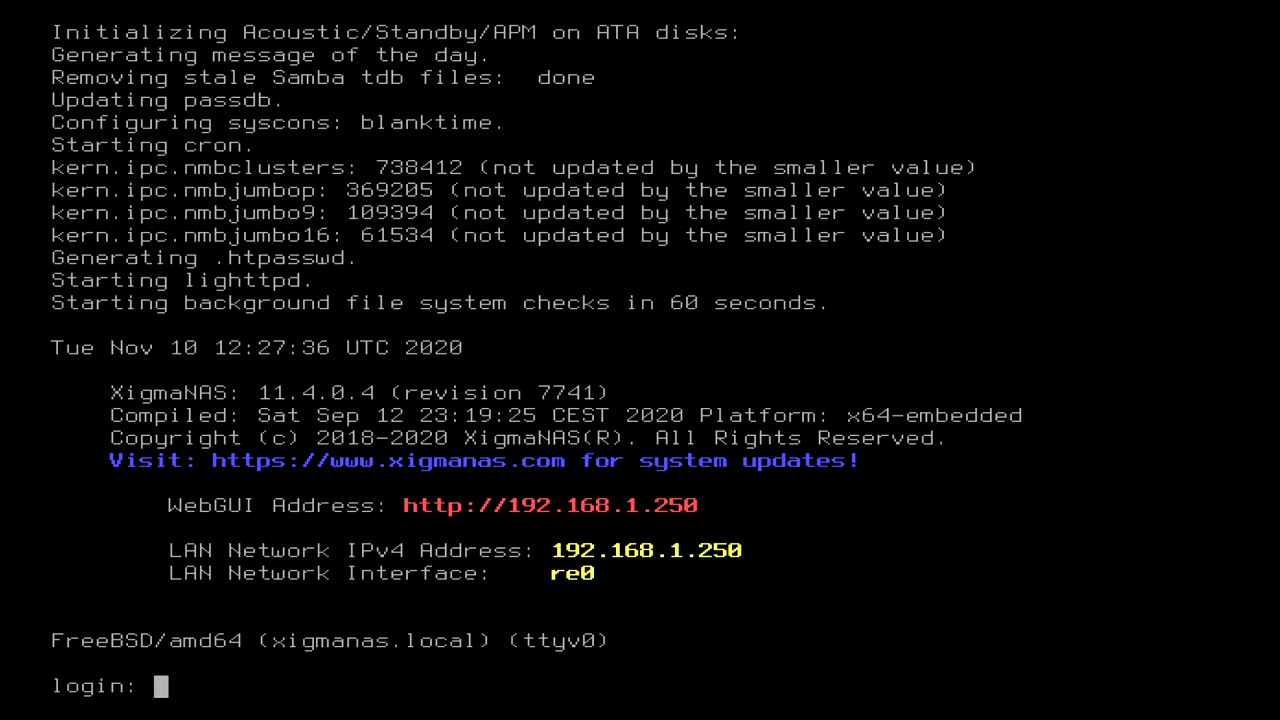 Initializing Acoustic/Standby/APM on ATA disks:
Generating message of the day.
Removing stale Samba tdb files:  done
Updating passdb.
Configuring syscons: blanktime.
Starting cron.
kern.ipc.nmbclusters: 738412 (not updated by the smaller value)
kern.ipc.nmbjumbop: 369205 (not updated by the smaller value)
kern.ipc.nmbjumbo9: 109394 (not updated by the smaller value)
kern.ipc.nmbjumbo16: 61534 (not updated by the smaller value)
Generating .htpasswd.
Starting lighttpd.
Starting background file system checks in 60 seconds.
Tue Nov 10 12:27:36 UTC 2020
XigmaNAS: 11.4.0.4 (revision 7741)
Compiled: Sat Sep 12 23:19:25 CEST 2020 Platform: x64-embedded
Copyright (c) 2018-2020 XigmaNAS(R). All Rights Reserved.
Visit: https://www.xigmanas.com for system updates!
WebGUI Address: http://192.168.1.250
LAN Network IPv4 Address: 192.168.1.250
LAN Network Interface:    re0
FreeBSD/amd64 (xigmanas.local) (ttyv0)
login: